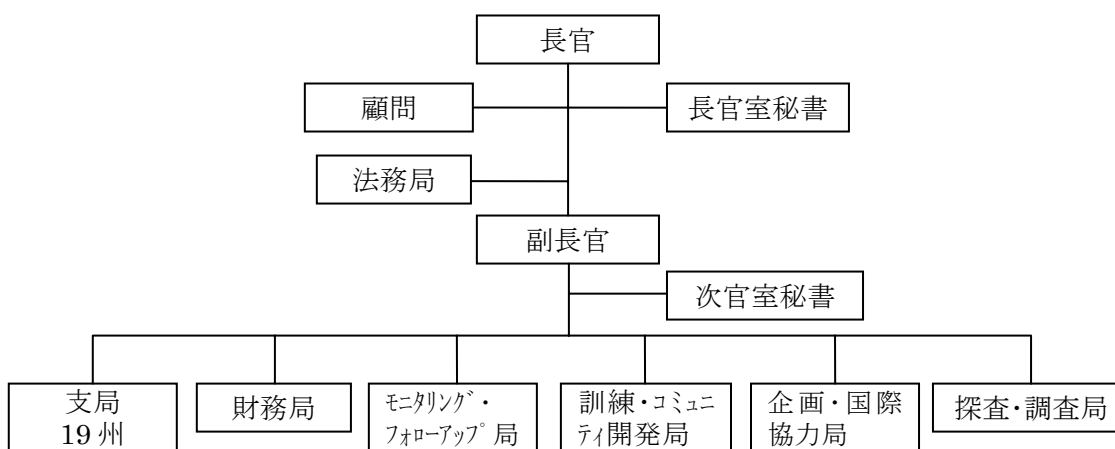 長官
顧問
長官室秘書
法務局
副長官
次官室秘書
支局
19 州
財務局
ﾓﾆﾀﾘﾝｸﾞ・
ﾌｫﾛｰｱｯﾌﾟ局
訓練・ｺﾐｭﾆ
ﾃｨ開発局
企画・国際
協力局
探査・調査局